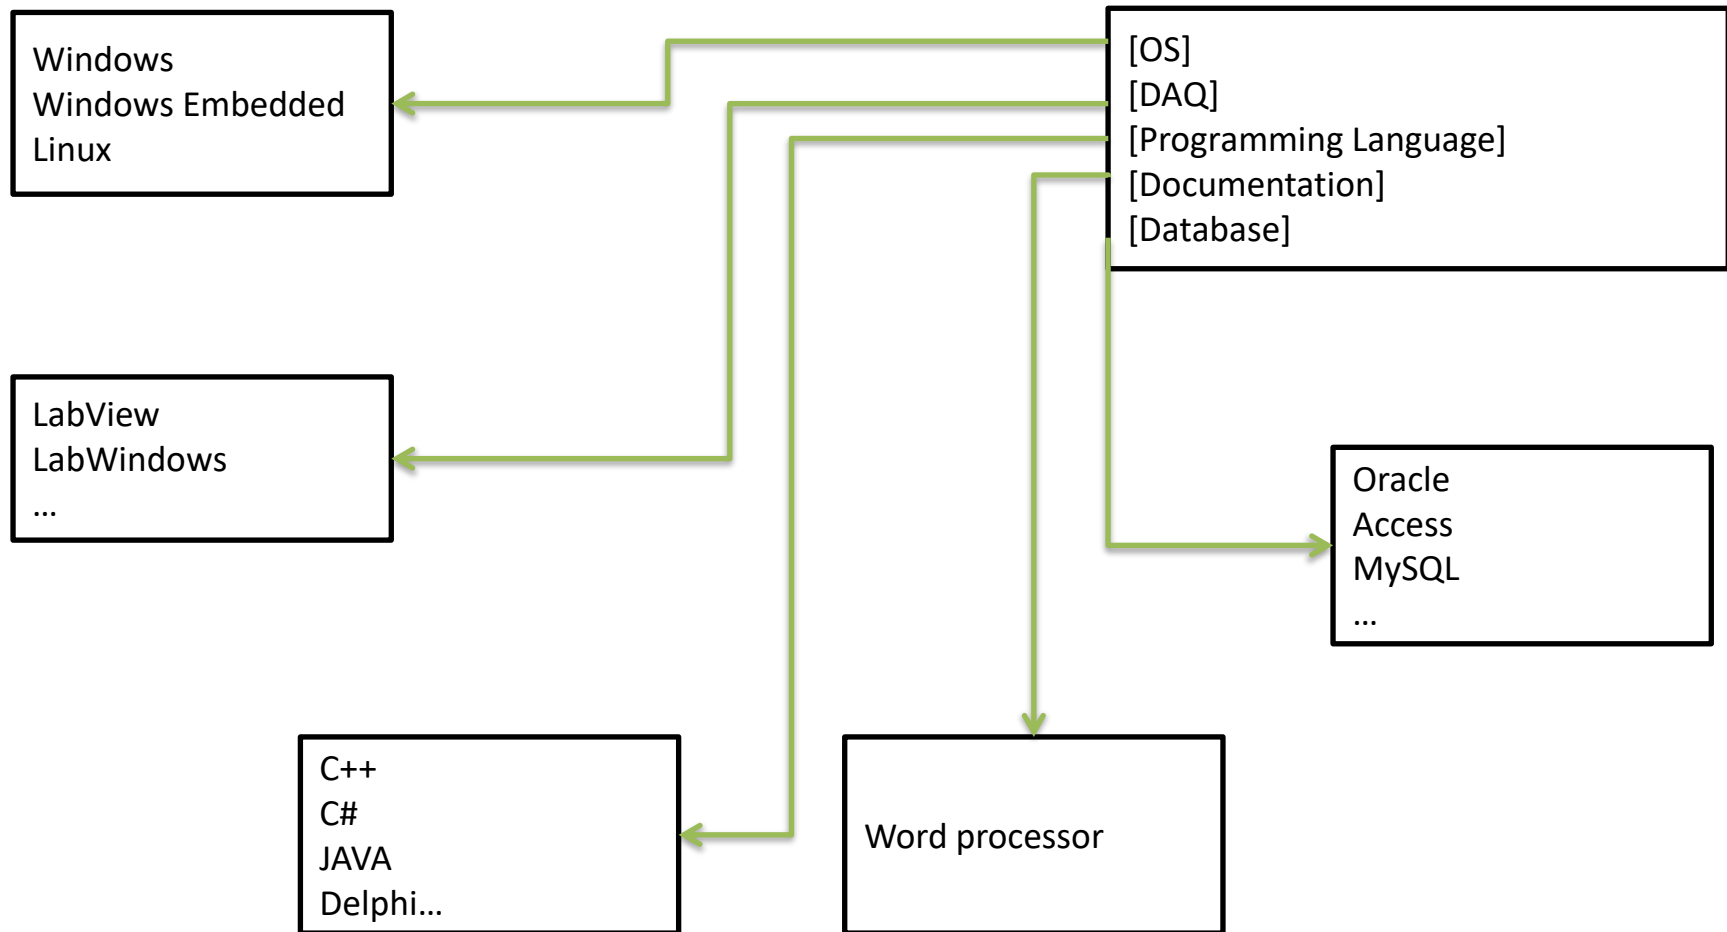 Windows
Windows Embedded
Linux
[OS]
[DAQ]
[Programming Language]
[Documentation]
[Database]
LabView
LabWindows
...
Oracle
Access
MySQL
...
C++
C#
JAVA
Delphi...
Word processor